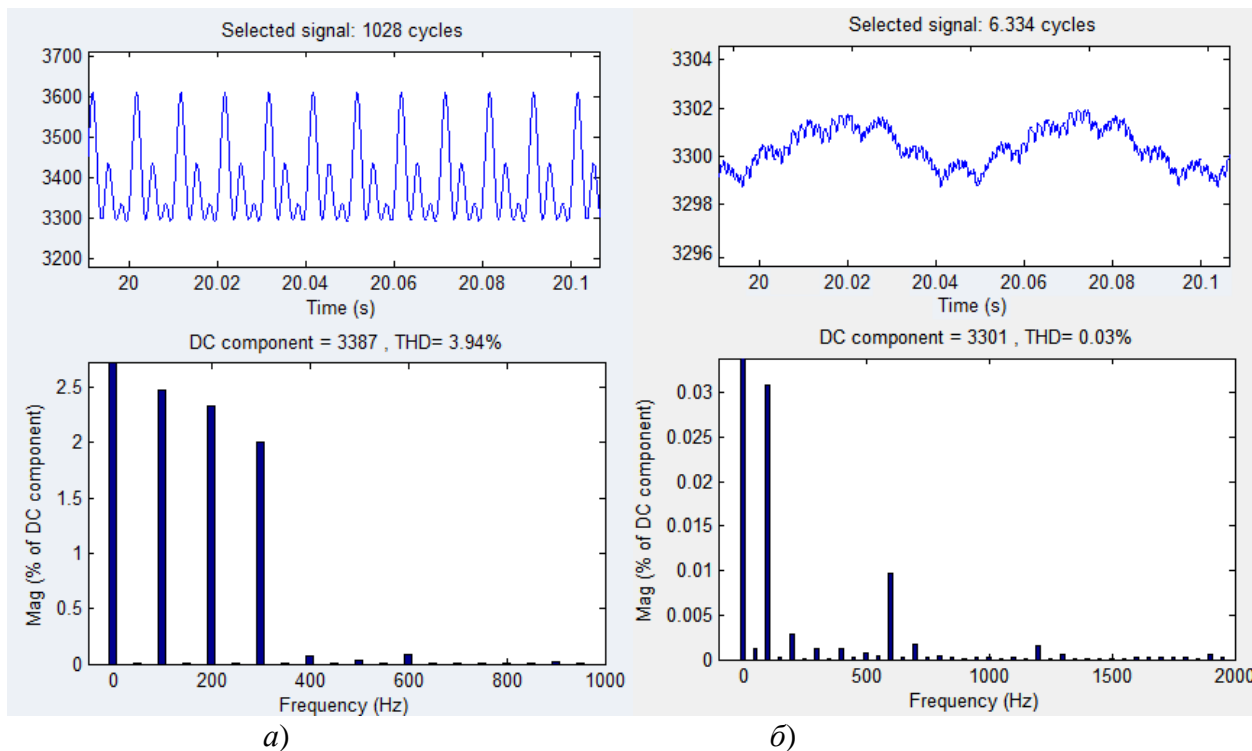 Selected signal: 1028 cycles
3700
3600
3500
3400
3300
3200
20 20.02 20.04 20.06 20.08 20.1
Time (s)
DC component = 3387 , THD= 3.94%
Mag (% of DC component)
2.5
2
1.5
1
0.5
0
0 200 400 600 800 1000
Frequency (Hz)
а)
Selected signal: 6.334 cycles
3304
3302
3300
3298
3296
20 20.02 20.04 20.06 20.08 20.1
Time (s)
DC component = 3301 , THD= 0.03%
Mag (% of DC component)
0.03
0.025
0.02
0.015
0.01
0.005
0
0 500 1000 1500 2000
Frequency (Hz)
б)